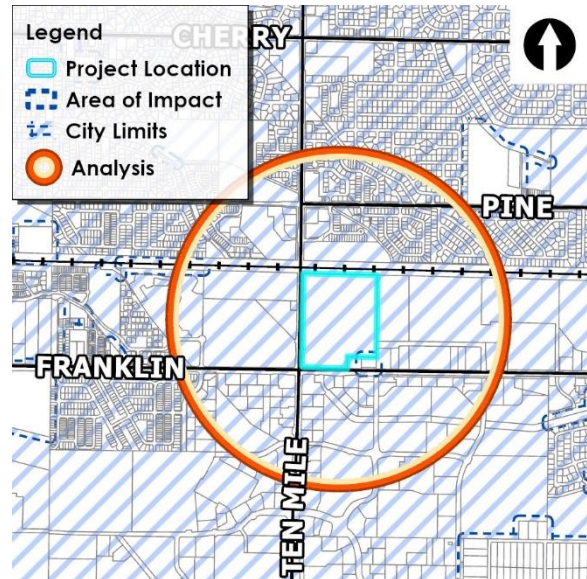 Legend
Project Location
Area of Impact
City Limits
Analysis
CHERRY
PINE
FRANKLIN
TEN MILE